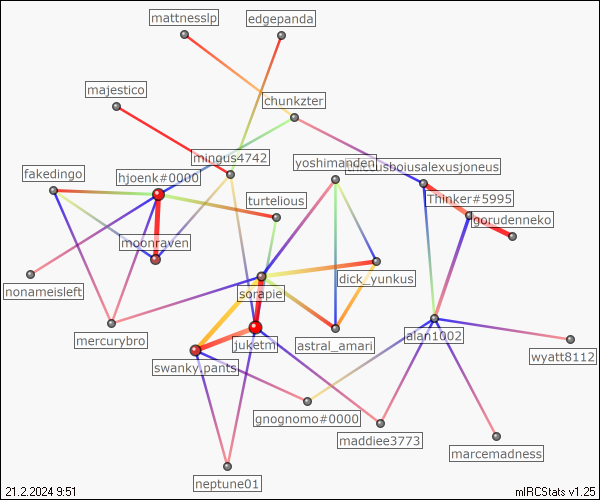 mattnesslp
edgepanda
chunkzter
majestico
mingus4742
yoshimanden
fakedingo
hjoenk#0000
Thinker#5995
turtelious
gorudenneko
moonraven
dick_yunkus
nonameisleft
sorapie
mercurybro
juketm
astral_amari
alan1002
wyatt8112
swanky.pants
gnognomo#0000
maddiee3773
marcemadness
neptune01
21.2.2024 9:51
mIRCStats v1.25